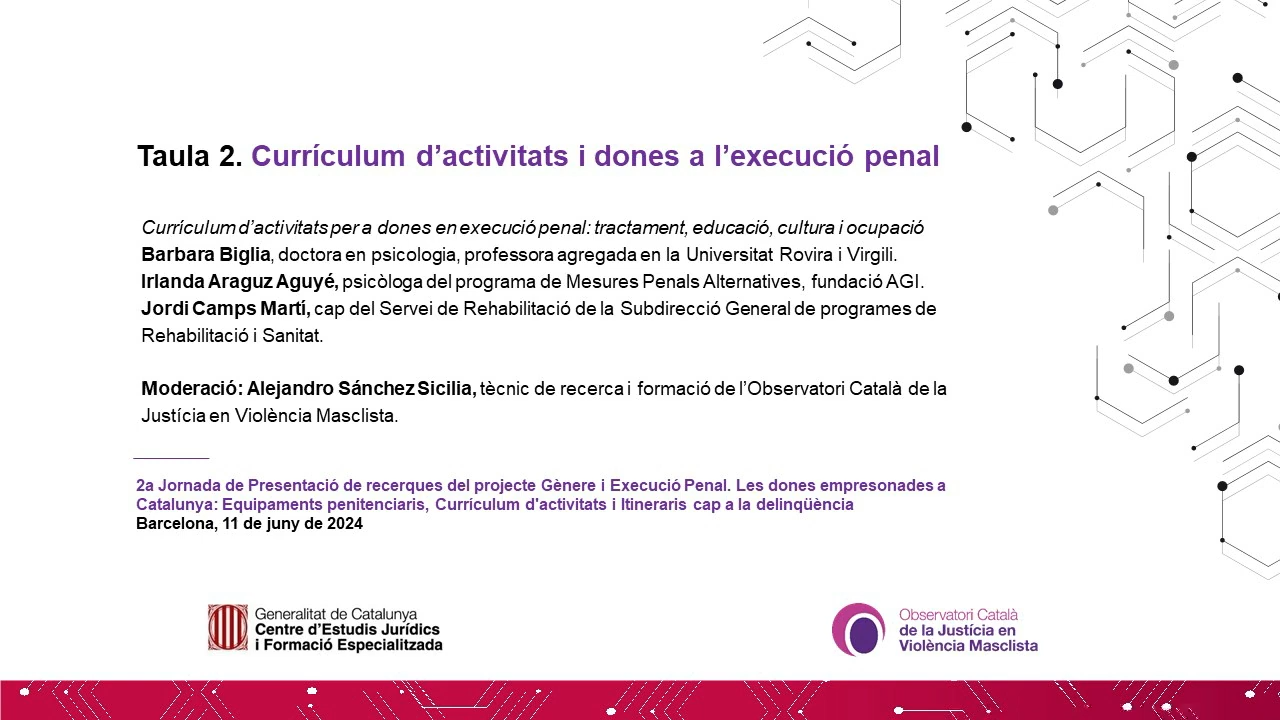 Taula 2. Currículum d’activitats i dones a l’execució penal
Currículum d’activitats per a dones en execució penal: tractament, educació, cultura i ocupació
Barbara Biglia, doctora en psicologia, professora agregada en la Universitat Rovira i Virgili.
Irlanda Araguz Aguyé, psicòloga del programa de Mesures Penals Alternatives, fundació AGI.
Jordi Camps Martí, cap del Servei de Rehabilitació de la Subdirecció General de programes de
Rehabilitació i Sanitat.
Moderació: Alejandro Sánchez Sicilia, tècnic de recerca i formació de l’Observatori Català de la
Justícia en Violència Masclista.
2a Jornada de Presentació de recerques del projecte Gènere i Execució Penal. Les dones empresonades a
Catalunya: Equipaments penitenciaris, Currículum d'activitats i Itineraris cap a la delinqüència
Barcelona, 11 de juny de 2024
Generalitat de Catalunya
Centre d’Estudis Jurídics
i Formació Especialitzada
Observatori Català
de la Justícia en
Violència Masclista